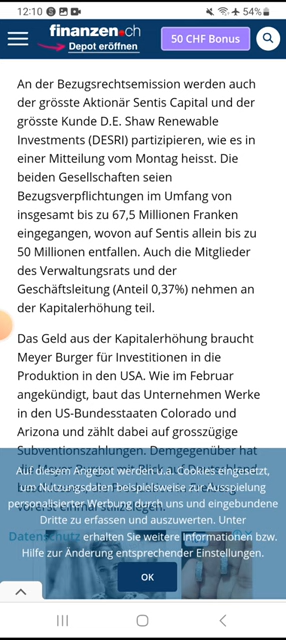 12:10
54%
finanzen.ch
Depot eröffnen
50 CHF Bonus
An der Bezugsrechtsemission werden auch
der grösste Aktionär Sentis Capital und der
grösste Kunde D.E. Shaw Renewable
Investments (DESRI) partizipieren, wie es in
einer Mitteilung vom Montag heisst. Die
beiden Gesellschaften seien
Bezugsverpflichtungen im Umfang von
insgesamt bis zu 67,5 Millionen Franken
eingegangen, wovon auf Sentis allein bis zu
50 Millionen entfallen. Auch die Mitglieder
des Verwaltungsrats und der
Geschäftsleitung (Anteil 0,37%) nehmen an
der Kapitalerhöhung teil.
Das Geld aus der Kapitalerhöhung braucht
Meyer Burger für Investitionen in die
Produktion in den USA. Wie im Februar
angekündigt, baut das Unternehmen Werke
in den US-Bundesstaaten Colorado und
Arizona und zählt dabei auf grosszügige
Subventionszahlungen. Demgegenüber hat
Auf diesem Angebot werden u.a. Cookies eingesetzt,
um Nutzungsdaten beispielsweise zur Ausspielung
personalisierter Werbung durch uns und eingebundene
Dritte zu erfassen und auszuwerten. Unter
Datenschutz erhalten Sie weitere Informationen bzw.
Hilfe zur Änderung entsprechender Einstellungen.
OK